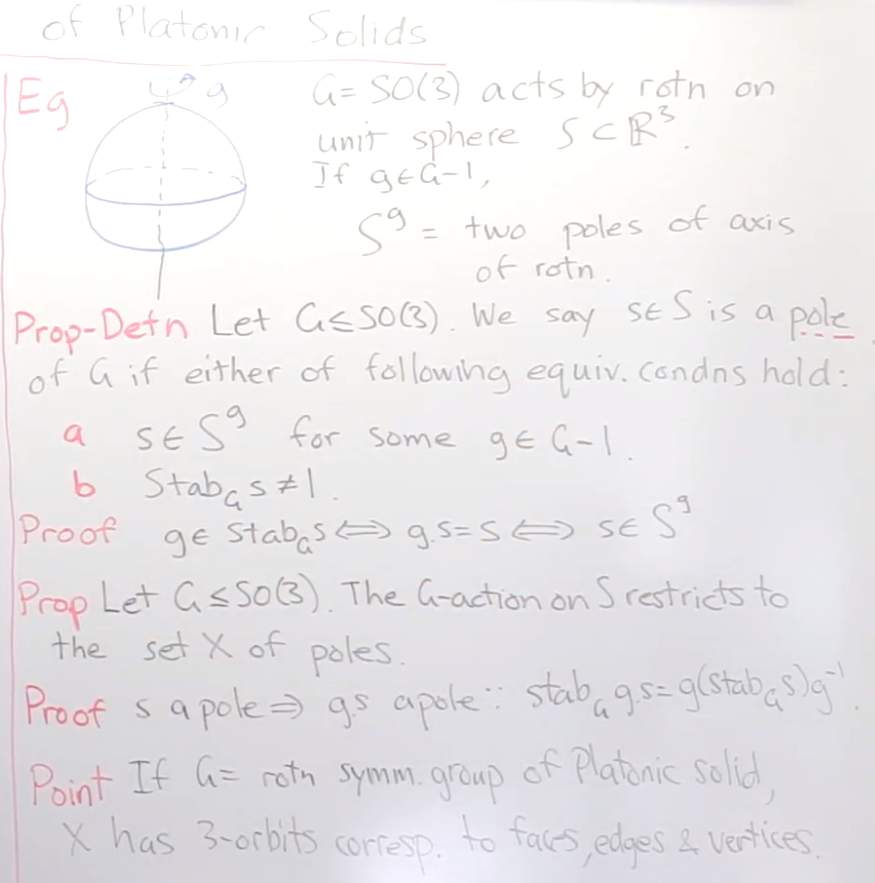 of Platonic Solids
Eg
g
G= SO(3) acts by rotn on
unit sphere S⊂ℝ³.
If g∈G-1,
Sᵍ = two poles of axis
of rotn.
Prop-Defn Let G≤SO(3). We say s∈S is a pole
of G if either of following equiv. condns hold:
a s∈Sᵍ for some g∈G-1.
b Stab_G s≠1.
Proof g∈ Stab_G s⟺ g.s=s⟺ s∈Sᵍ
Prop Let G≤SO(3). The G-action on S restricts to
the set X of poles.
Proof s a pole⇒ g.s a pole∵ stab_G g.s=g(stab_G s)g⁻¹.
Point If G= rotn symm. group of Platonic solid,
X has 3-orbits corresp. to faces, edges & vertices.